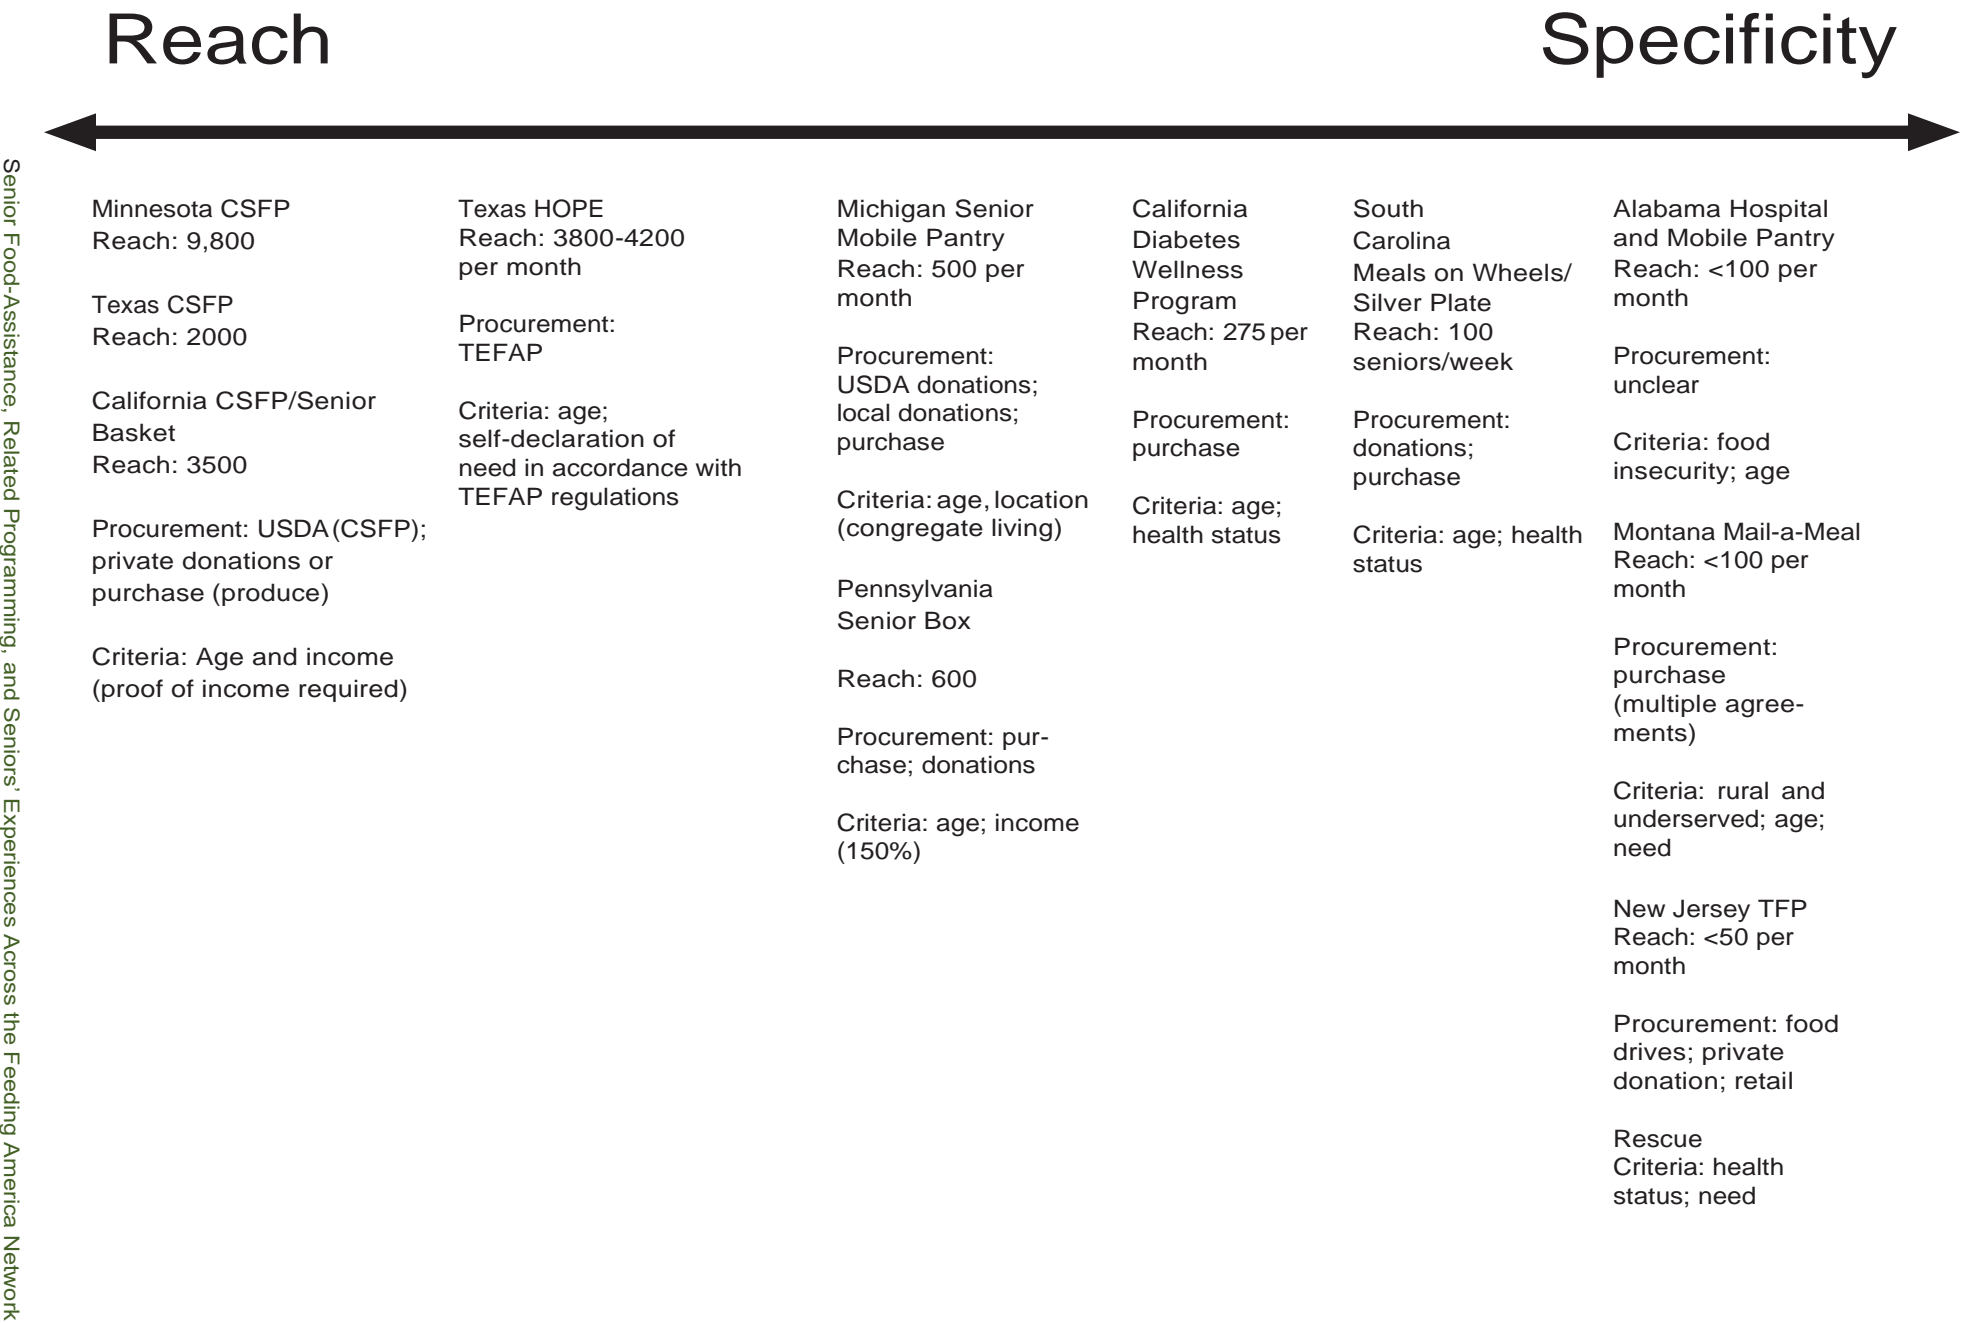 Reach
Specificity
Senior Food-Assistance, Related Programming, and Seniors’ Experiences Across the Feeding America Network
Minnesota CSFP
Reach: 9,800
Texas CSFP
Reach: 2000
California CSFP/Senior
Basket
Reach: 3500
Procurement: USDA (CSFP);
private donations or
purchase (produce)
Criteria: Age and income
(proof of income required)
Texas HOPE
Reach: 3800-4200
per month
Procurement:
TEFAP
Criteria: age;
self-declaration of
need in accordance with
TEFAP regulations
Michigan Senior
Mobile Pantry
Reach: 500 per
month
Procurement:
USDA donations;
local donations;
purchase
Criteria: age, location
(congregate living)
Pennsylvania
Senior Box
Reach: 600
Procurement: pur-
chase; donations
Criteria: age; income
(150%)
California
Diabetes
Wellness
Program
Reach: 275 per
month
Procurement:
purchase
Criteria: age;
health status
South
Carolina
Meals on Wheels/
Silver Plate
Reach: 100
seniors/week
Procurement:
donations;
purchase
Criteria: age; health
status
Alabama Hospital
and Mobile Pantry
Reach: <100 per
month
Procurement:
unclear
Criteria: food
insecurity; age
Montana Mail-a-Meal
Reach: <100 per
month
Procurement:
purchase
(multiple agree-
ments)
Criteria: rural and
underserved; age;
need
New Jersey TFP
Reach: <50 per
month
Procurement: food
drives; private
donation; retail
Rescue
Criteria: health
status; need